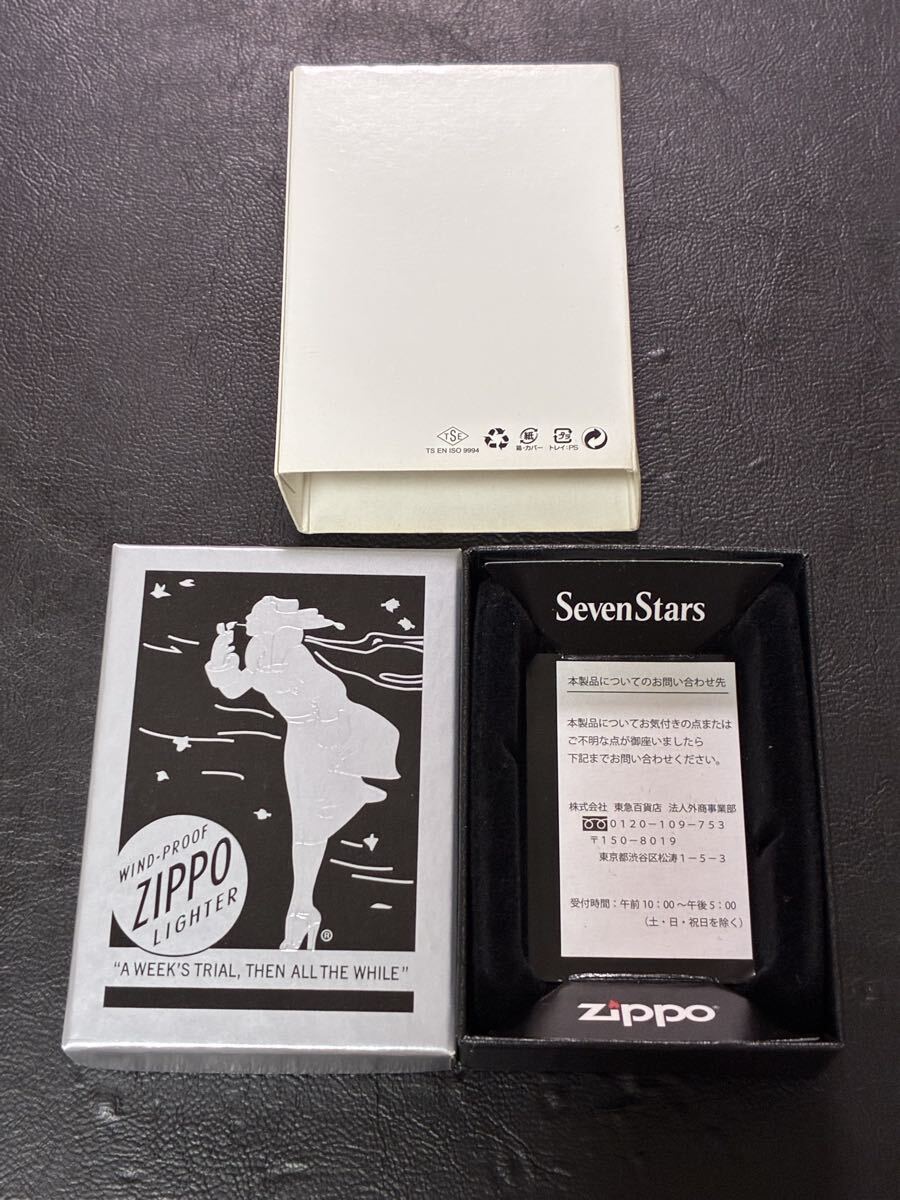 TSE
TS EN ISO 9994
紙
箱・カバー
プラ
トレイ：PS
WIND-PROOF
ZIPPO
LIGHTER
®
"A WEEK'S TRIAL, THEN ALL THE WHILE"
SevenStars
本製品についてのお問い合わせ先
本製品についてお気付きの点または
ご不明な点が御座いましたら
下記までお問い合わせください。
株式会社 東急百貨店 法人外商事業部
0120－109－753
〒150－8019
東京都渋谷区松涛1－5－3
受付時間：午前10：00～午後5：00
（土・日・祝日を除く）
zippo®